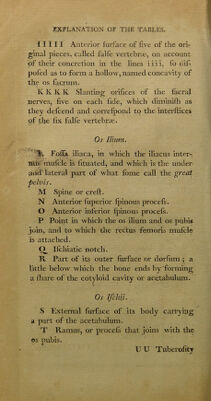 EXPLANATION OF THE TABLES.
IIIII Anterior ſurface of five of the ori-
ginal pieces, called falſe vertebræ, on account
of their concretion in the lines iiii, ſo diſ-
poſed as to form a hollow, named concavity of
the os ſacrum.
KKKK Slanting orifices of the ſacral
nerves, five on each ſide, which diminiſh as
they deſcend and correſpond to the interſtices
of the ſix falſe vertebræ.
Os Ilium.
L Foſſa iliaca, in which the iliacus inter-
nus muſcle is ſituated, and which is the under
and lateral part of what ſome call the great
pelvis.
M Spine or creſt.
N Anterior ſuperior ſpinous proceſs.
O Anterior inferior ſpinous proceſs.
P Point in which the os ilium and os pubis
join, and to which the rectus femoris muſcle
is attached.
Q Iſchiatic notch.
R Part of its outer ſurface or dorſum; a
little below which the bone ends by forming
a ſhare of the cotyloid cavity or acetabulum.
Os Iſchii.
S External ſurface of its body carrying
a part of the acetabulum.
T Ramus, or proceſs that joins with the
os pubis.
UU Tuberoſity